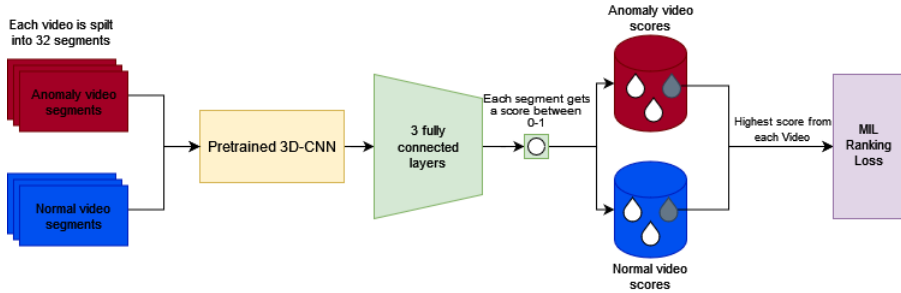 Each video is spilt
into 32 segments
Anomaly video
segments
Normal video
segments
Pretrained 3D-CNN
3 fully
connected
layers
Each segment gets
a score between
0-1
Anomaly video
scores
Normal video
scores
Highest score from
each Video
MIL
Ranking
Loss